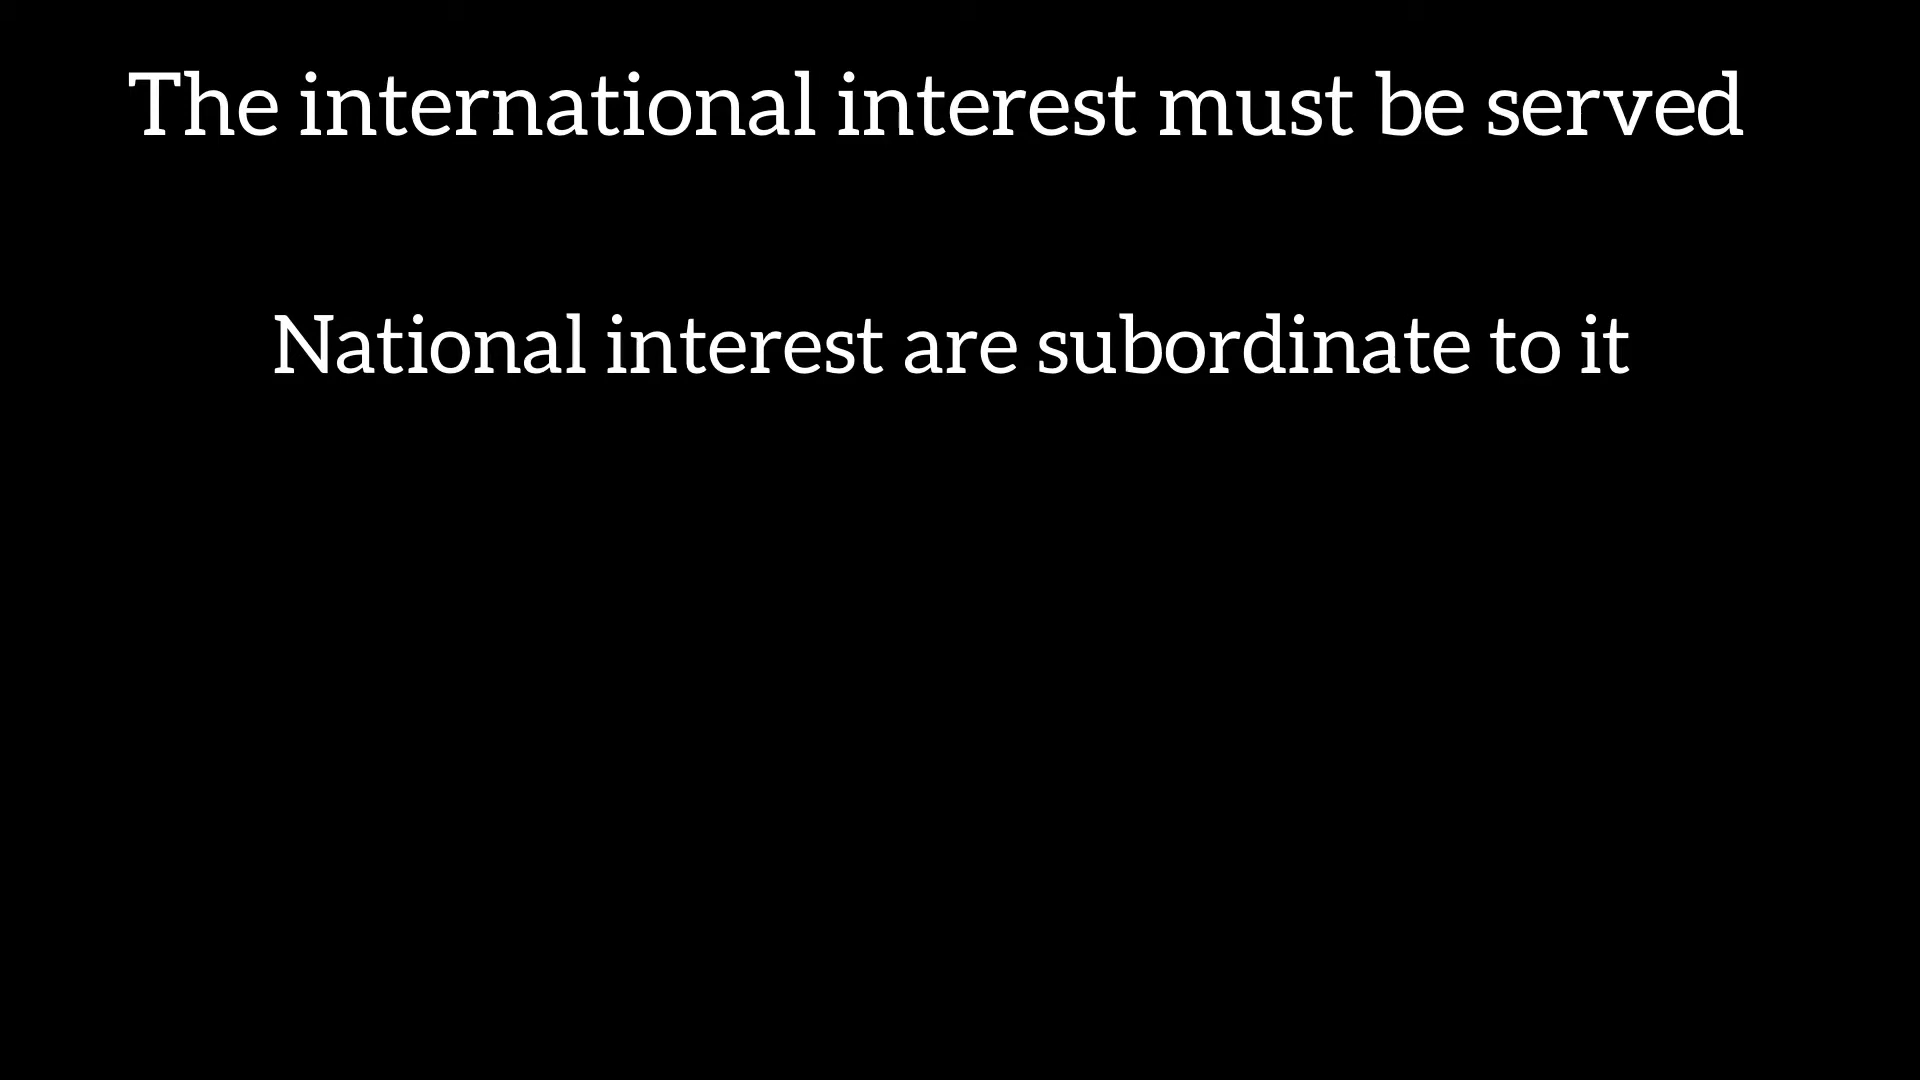 The international interest must be served
National interest are subordinate to it